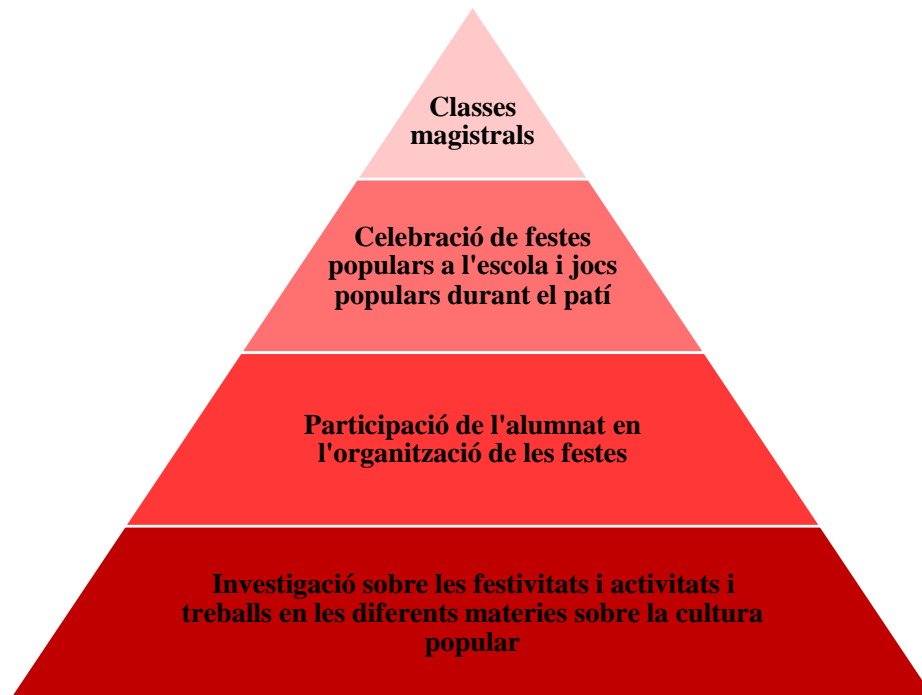 Classes
magistrals
Celebració de festes
populars a l'escola i jocs
populars durant el patí
Participació de l'alumnat en
l'organització de les festes
Investigació sobre les festivitats i activitats i
treballs en les diferents materies sobre la cultura
popular